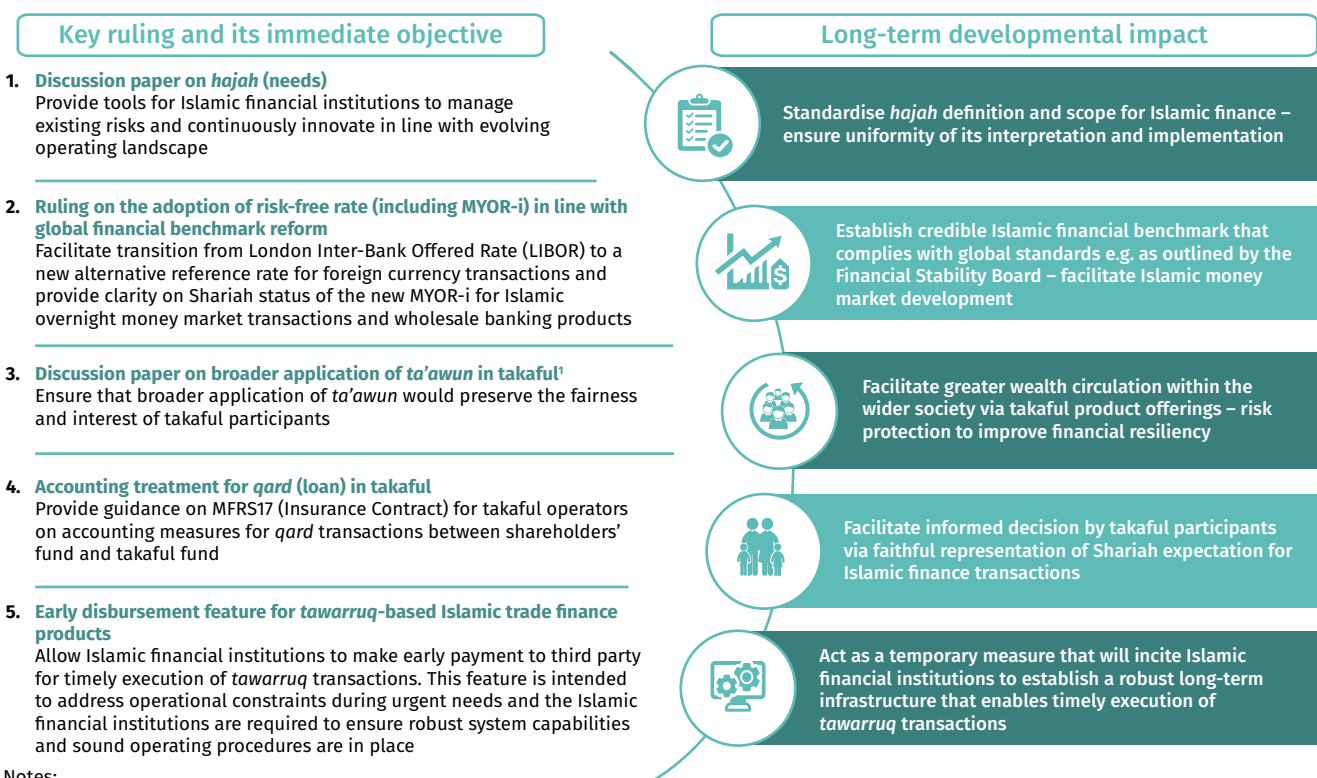 Key ruling and its immediate objective
1. Discussion paper on hajah (needs)
Provide tools for Islamic financial institutions to manage
existing risks and continuously innovate in line with evolving
operating landscape
2. Ruling on the adoption of risk-free rate (including MYOR-i) in line with
global financial benchmark reform
Facilitate transition from London Inter-Bank Offered Rate (LIBOR) to a
new alternative reference rate for foreign currency transactions and
provide clarity on Shariah status of the new MYOR-i for Islamic
overnight money market transactions and wholesale banking products
3. Discussion paper on broader application of ta’awun in takaful¹
Ensure that broader application of ta’awun would preserve the fairness
and interest of takaful participants
4. Accounting treatment for qard (loan) in takaful
Provide guidance on MFRS17 (Insurance Contract) for takaful operators
on accounting measures for qard transactions between shareholders’
fund and takaful fund
5. Early disbursement feature for tawarruq-based Islamic trade finance
products
Allow Islamic financial institutions to make early payment to third party
for timely execution of tawarruq transactions. This feature is intended
to address operational constraints during urgent needs and the Islamic
financial institutions are required to ensure robust system capabilities
and sound operating procedures are in place
Notes:
Long-term developmental impact
Standardise hajah definition and scope for Islamic finance –
ensure uniformity of its interpretation and implementation
Establish credible Islamic financial benchmark that
complies with global standards e.g. as outlined by the
Financial Stability Board – facilitate Islamic money
market development
$
Facilitate greater wealth circulation within the
wider society via takaful product offerings – risk
protection to improve financial resiliency
Facilitate informed decision by takaful participants
via faithful representation of Shariah expectation for
Islamic finance transactions
Act as a temporary measure that will incite Islamic
financial institutions to establish a robust long-term
infrastructure that enables timely execution of
tawarruq transactions